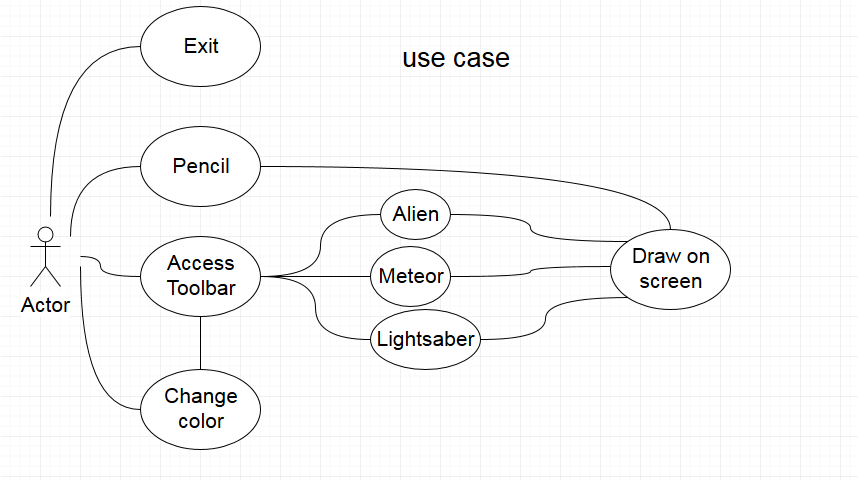 Exit
use case
Pencil
Alien
Access
Toolbar
Meteor
Draw on
screen
Actor
Lightsaber
Change
color